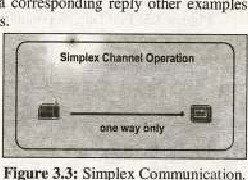 a corresponding reply other examples
s.
Simplex Channel Operation
one way only
Figure 3.3: Simplex Communication.